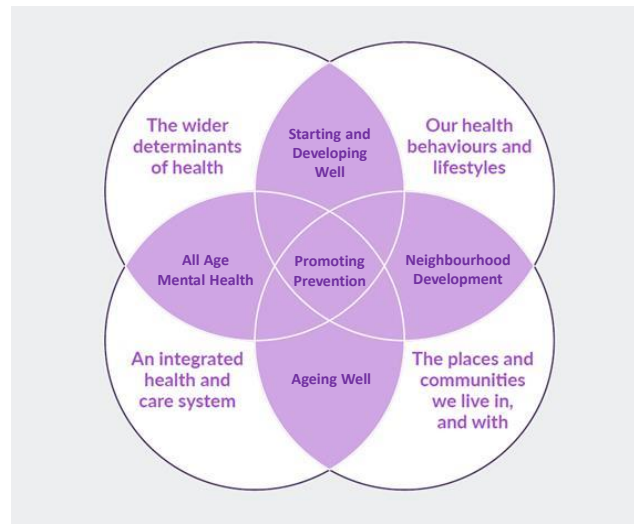 The wider
determinants
of health
Starting and
Developing
Well
Our health
behaviours and
lifestyles
All Age
Mental Health
Promoting
Prevention
Neighbourhood
Development
An integrated
health and
care system
Ageing Well
The places and
communities
we live in,
and with